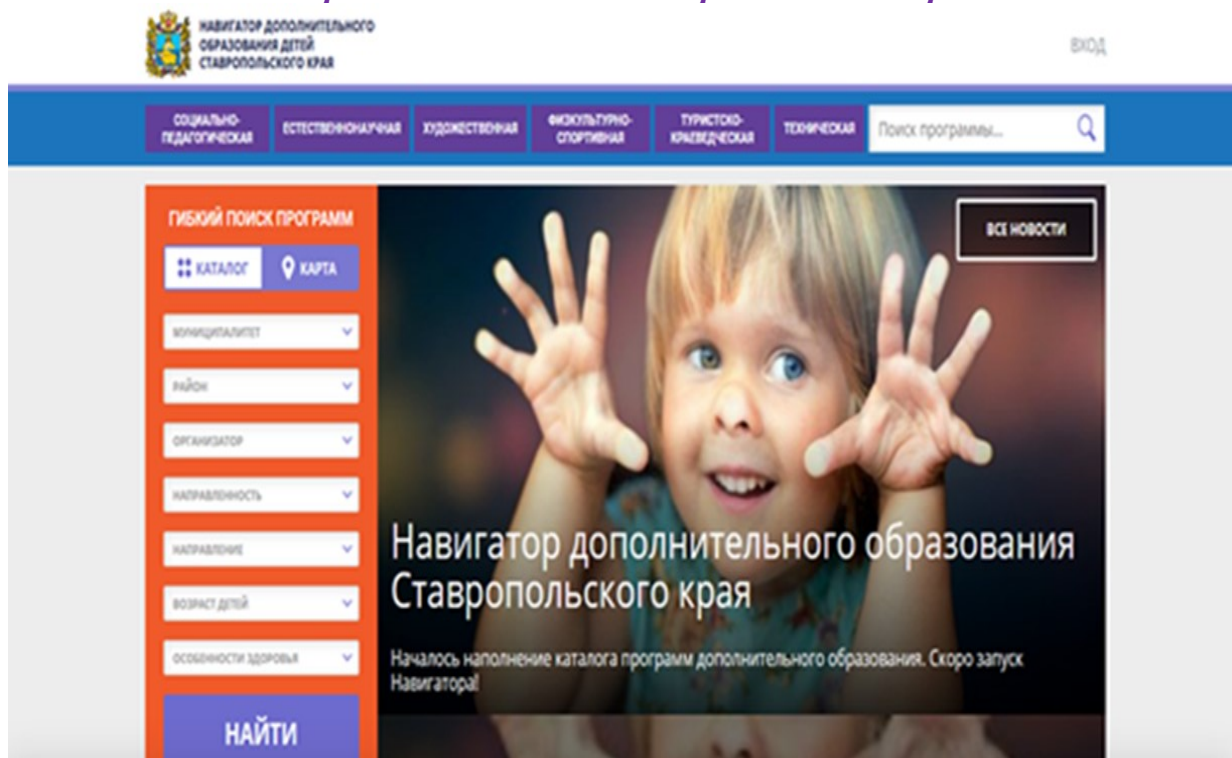 НАВИГАТОР ДОПОЛНИТЕЛЬНОГО
ОБРАЗОВАНИЯ ДЕТЕЙ
СТАВРОПОЛЬСКОГО КРАЯ
ВХОД
СОЦИАЛЬНО-
ПЕДАГОГИЧЕСКАЯ
ЕСТЕСТВЕННОНАУЧНАЯ
ХУДОЖЕСТВЕННАЯ
ФИЗКУЛЬТУРНО-
СПОРТИВНАЯ
ТУРИСТСКО-
КРАЕВЕДЧЕСКАЯ
ТЕХНИЧЕСКАЯ
Поиск программы...
ГИБКИЙ ПОИСК ПРОГРАММ
КАТАЛОГ
КАРТА
МУНИЦИПАЛИТЕТ
РАЙОН
ОРГАНИЗАТОР
НАПРАВЛЕННОСТЬ
НАПРАВЛЕНИЕ
ВОЗРАСТ ДЕТЕЙ
ОСОБЕННОСТИ ЗДОРОВЬЯ
НАЙТИ
ВСЕ НОВОСТИ
Навигатор дополнительного образования
Ставропольского края
Началось наполнение каталога программ дополнительного образования. Скоро запуск
Навигатора!